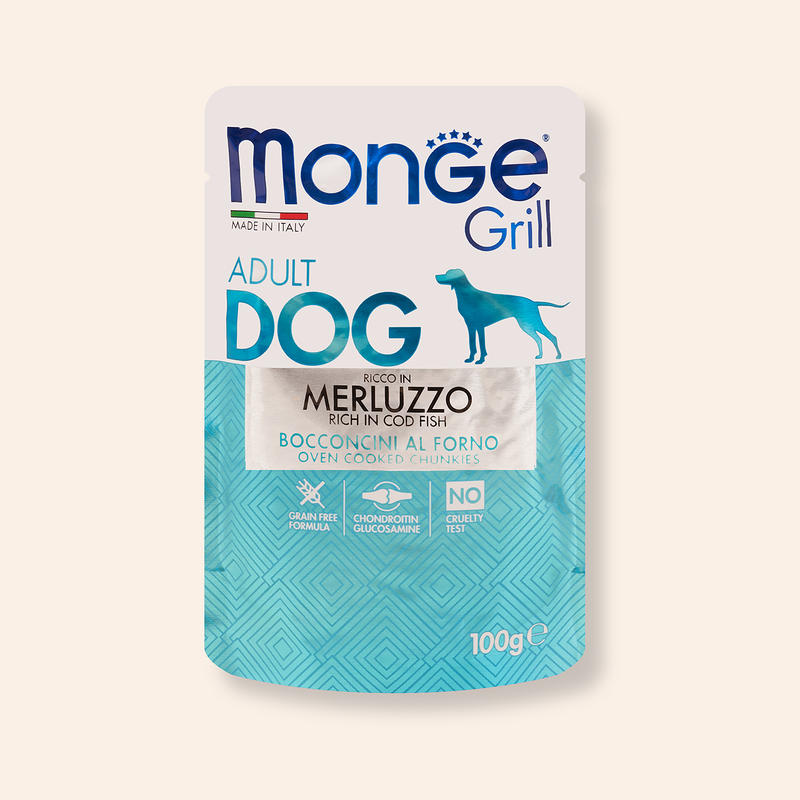 monGe®
Grill
MADE IN ITALY
ADULT
DOG
RICCO IN
MERLUZZO
RICH IN COD FISH
BOCCONCINI AL FORNO
OVEN COOKED CHUNKIES
GRAIN FREE
FORMULA
CHONDROITIN
GLUCOSAMINE
NO
CRUELTY
TEST
100g℮